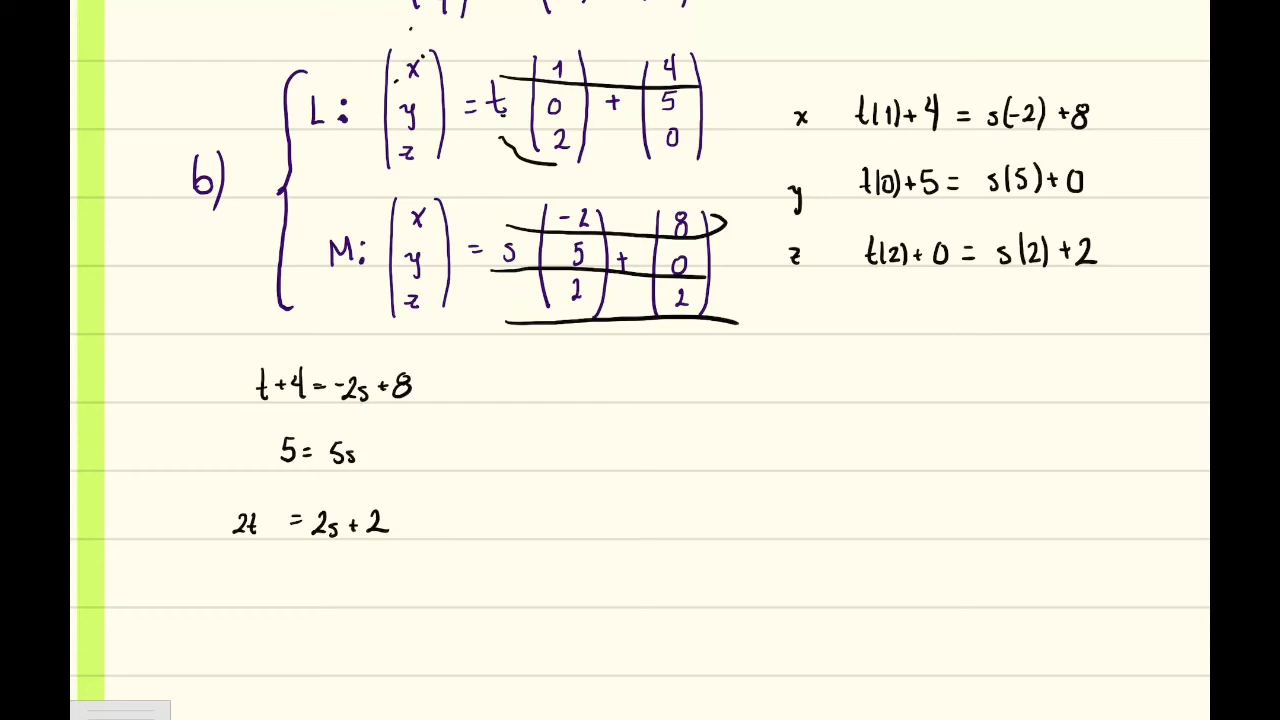 L: (x y z) = t (1 0 2) + (4 5 0)
b)
M: (x y z) = s (-2 5 2) + (8 0 2)
x t(1)+4 = s(-2)+8
y t(0)+5 = s(5)+0
z t(2)+0 = s(2)+2
t+4=-2s+8
5=5s
2t =2s+2